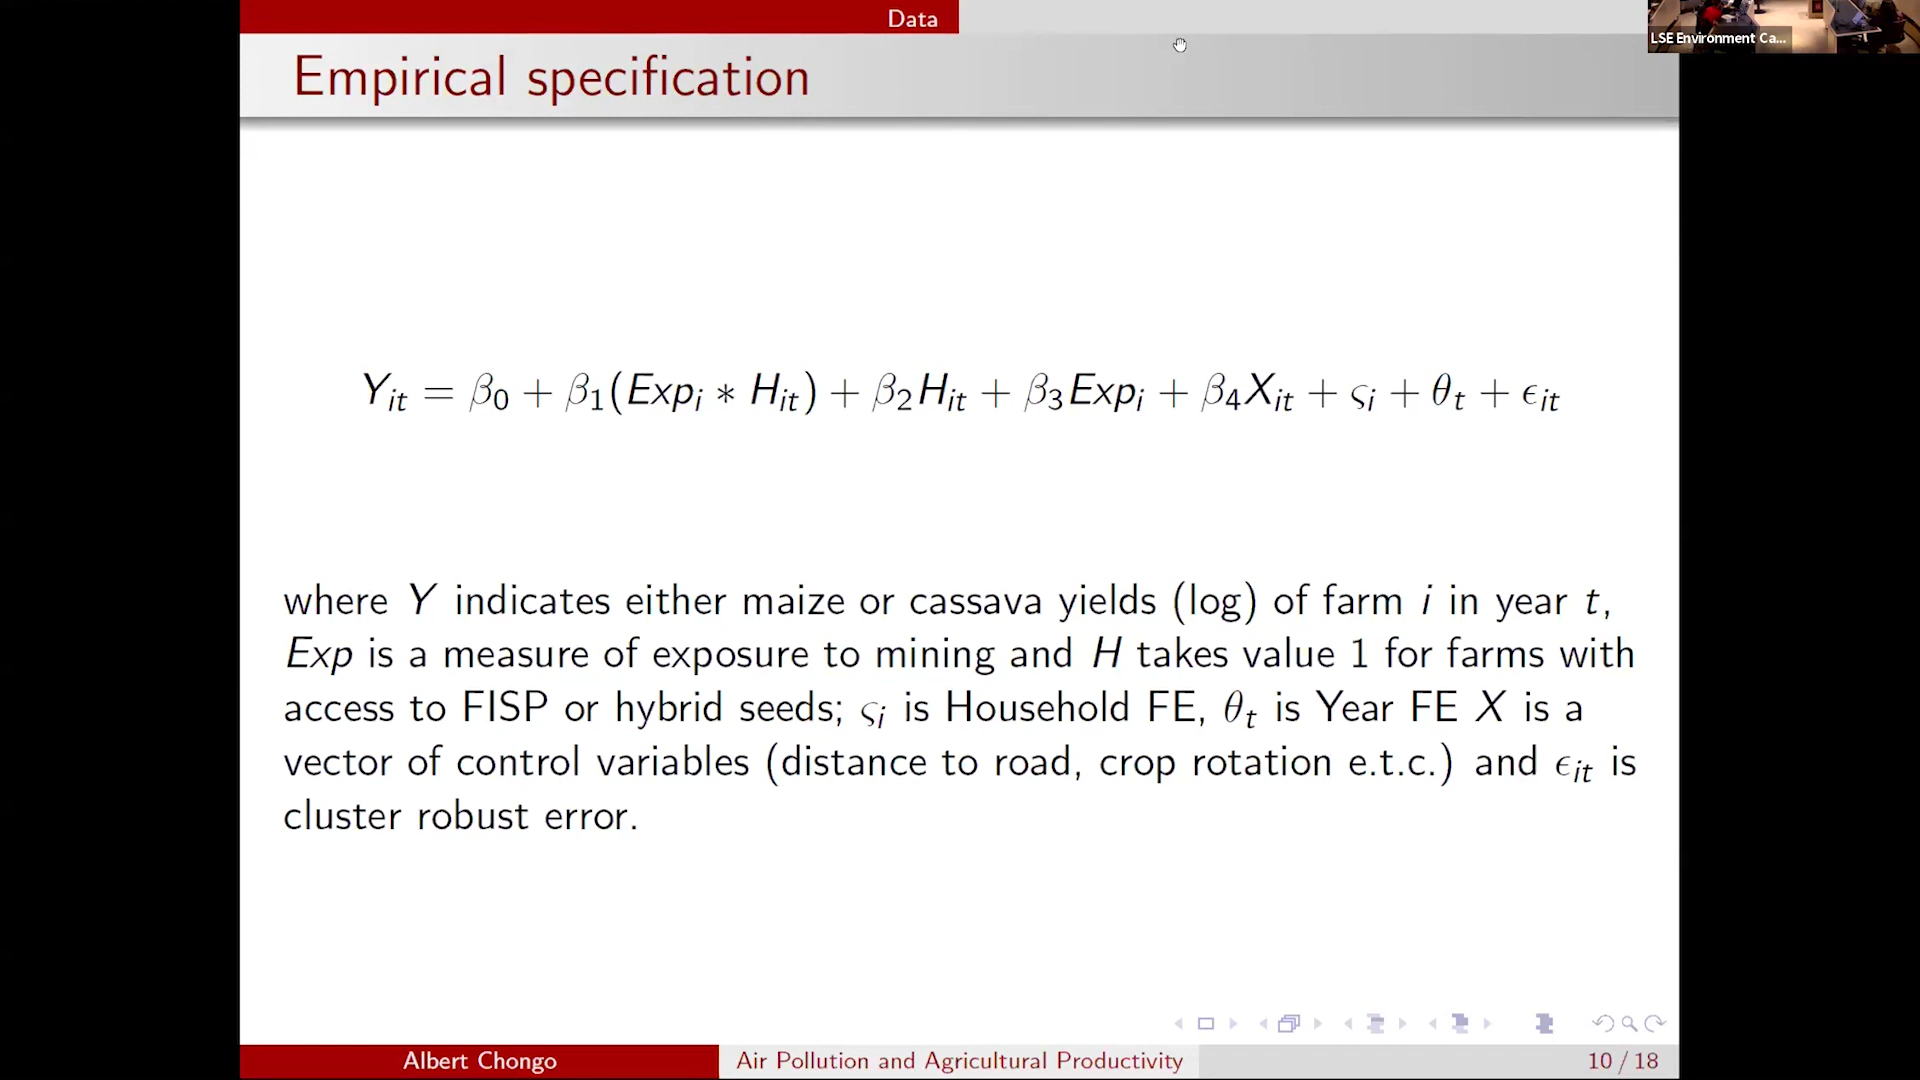 Data
LSE Environment Ca...
Empirical specification
Y_it = β_0 + β_1(Exp_i * H_it) + β_2H_it + β_3Exp_i + β_4X_it + ς_i + θ_t + ϵ_it
where Y indicates either maize or cassava yields (log) of farm i in year t,
Exp is a measure of exposure to mining and H takes value 1 for farms with
access to FISP or hybrid seeds; ς_i is Household FE, θ_t is Year FE X is a
vector of control variables (distance to road, crop rotation e.t.c.) and ϵ_it is
cluster robust error.
Albert Chongo
Air Pollution and Agricultural Productivity
10 / 18